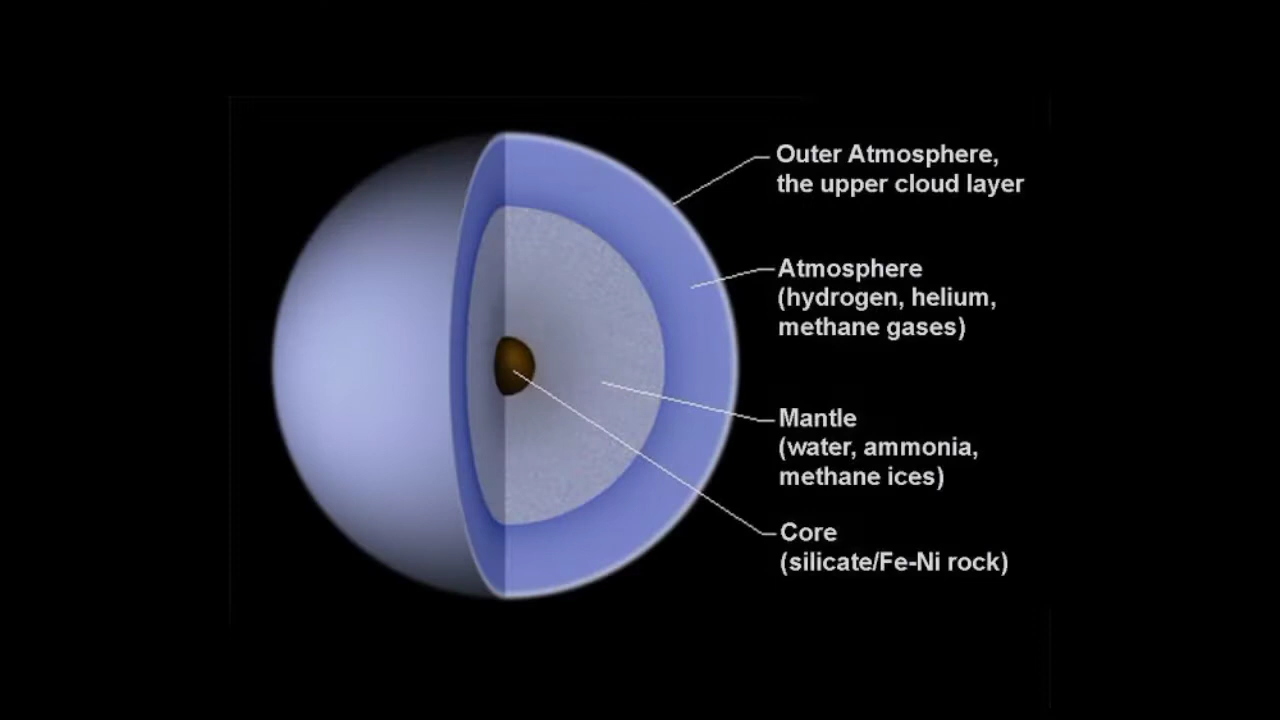 Outer Atmosphere,
the upper cloud layer
Atmosphere
(hydrogen, helium,
methane gases)
Mantle
(water, ammonia,
methane ices)
Core
(silicate/Fe-Ni rock)